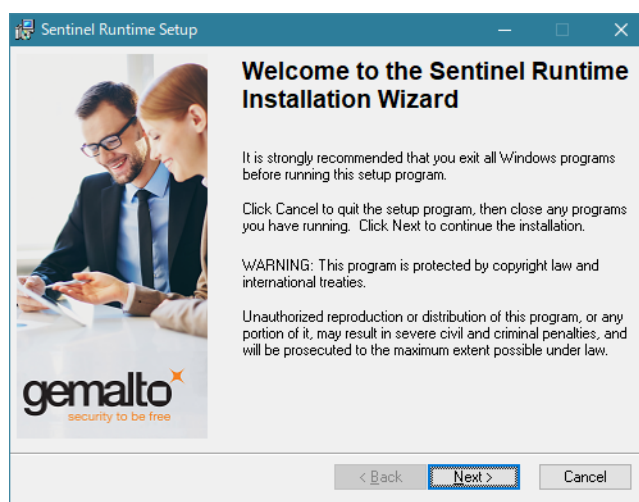 Sentinel Runtime Setup
Welcome to the Sentinel Runtime
Installation Wizard
It is strongly recommended that you exit all Windows programs
before running this setup program.
Click Cancel to quit the setup program, then close any programs
you have running. Click Next to continue the installation.
WARNING: This program is protected by copyright law and
international treaties.
Unauthorized reproduction or distribution of this program, or any
portion of it, may result in severe civil and criminal penalties, and
will be prosecuted to the maximum extent possible under law.
gemalto
security to be free
< Back Next > Cancel